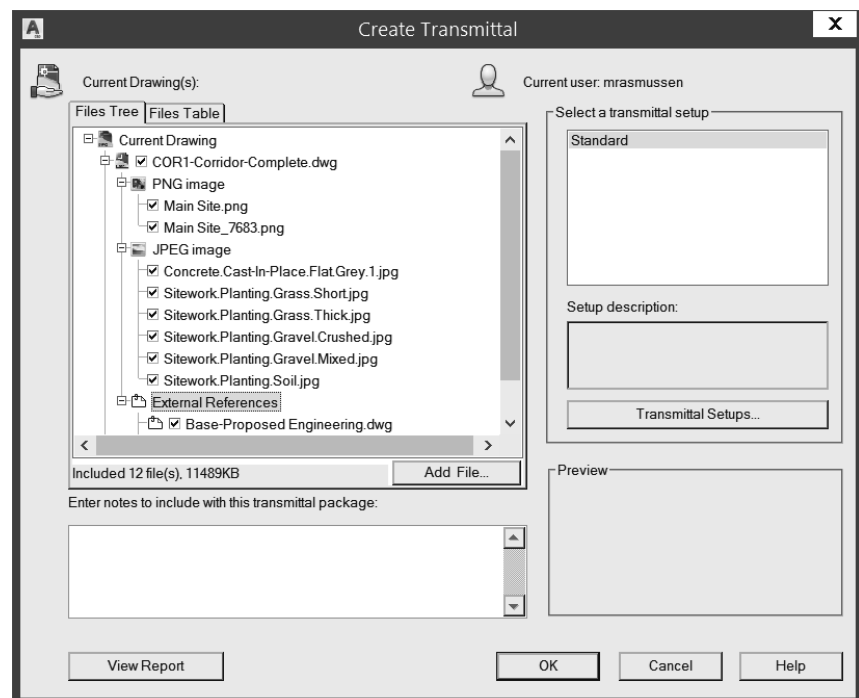 Create Transmittal
X
Current Drawing(s):
Current user: mrasmussen
Files Tree
Files Table
Current Drawing
COR1-Corridor-Complete.dwg
PNG image
Main Site.png
Main Site_7683.png
JPEG image
Concrete.Cast-In-Place.Flat.Grey.1.jpg
Sitework.Planting.Grass.Short.jpg
Sitework.Planting.Grass.Thick.jpg
Sitework.Planting.Gravel.Crushed.jpg
Sitework.Planting.Gravel.Mixed.jpg
Sitework.Planting.Soil.jpg
External References
Base-Proposed Engineering.dwg
Included 12 file(s), 11489KB
Add File...
Select a transmittal setup
Standard
Setup description:
Transmittal Setups...
Enter notes to include with this transmittal package:
Preview
View Report
OK
Cancel
Help